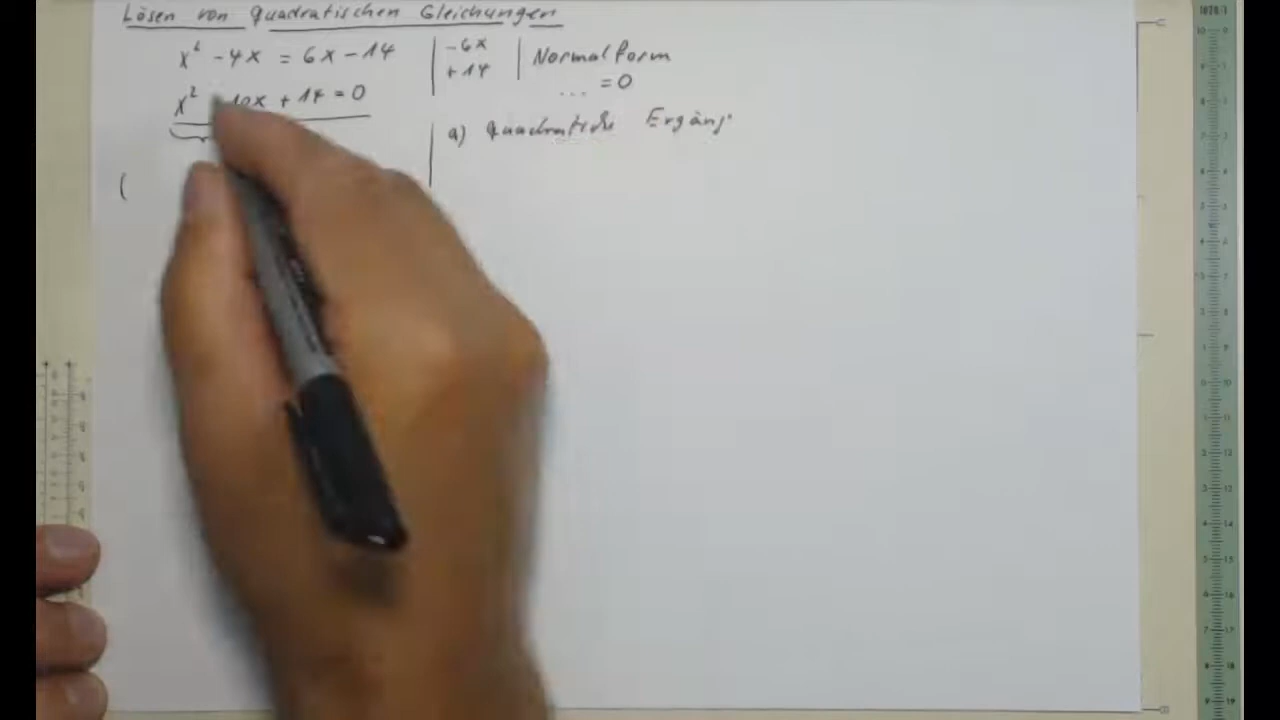 Lösen von Quadratischen Gleichungen
x² - 4x = 6x - 14 | -6x +14 | Normalform
... = 0
x² - 10x + 14 = 0
a) Quadratische Ergänz
(